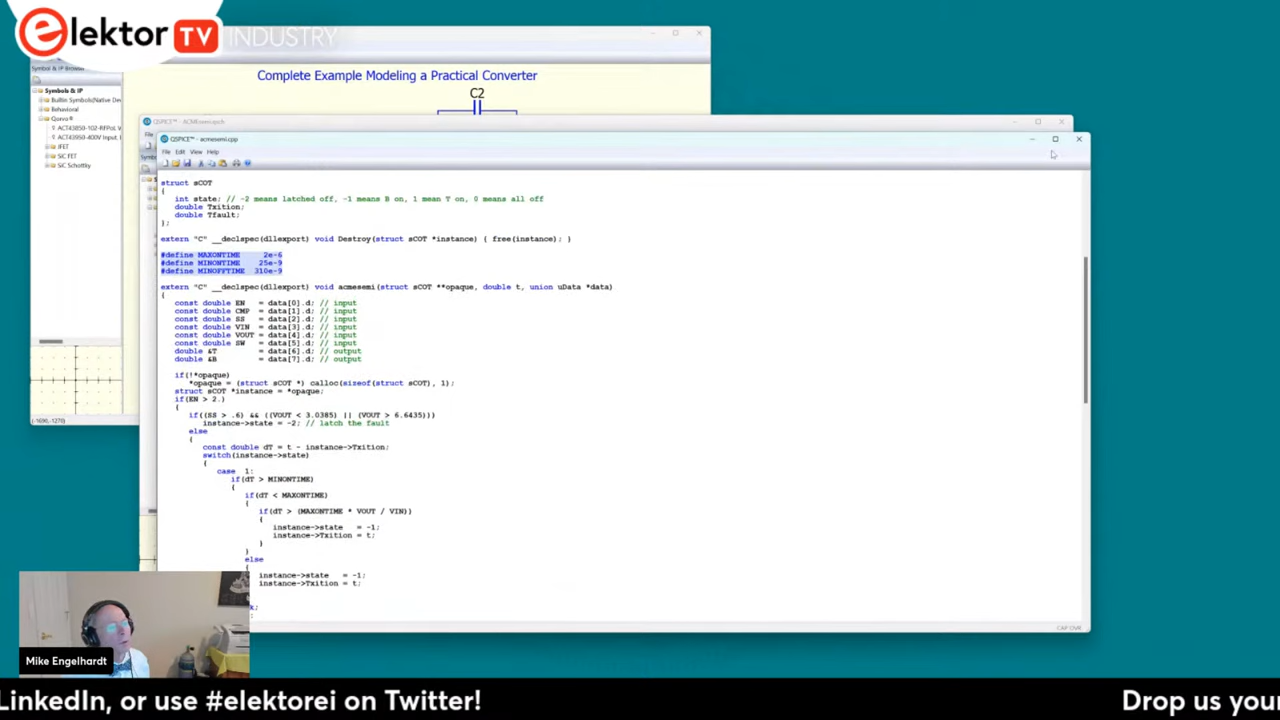 elektor TV INDUSTRY
Symbol & IP Browser
Symbols & IP
Behavioral
Qorvo®
JFET
SiC FET
SiC Schottky
Complete Example Modeling a Practical Converter
C2
QSPICE™ - acmesemi.cpp
File Edit View Help
struct sCOT
{
int state; // -2 means latched off, -1 means B on, 1 mean T on, 0 means all off
double Txition;
double Tfault;
};
extern "C" __declspec(dllexport) void Destroy(struct sCOT *instance) { free(instance); }
#define MAXONTIME 2e-6
#define MINONTIME 25e-9
#define MINOFFTIME 310e-9
extern "C" __declspec(dllexport) void acmesemi(struct sCOT **opaque, double t, union uData *data)
{
const double EN = data[0].d; // input
const double CMP = data[1].d; // input
const double SS = data[2].d; // input
const double VIN = data[3].d; // input
const double VOUT = data[4].d; // input
const double SW = data[5].d; // input
double &T = data[6].d; // output
double &B = data[7].d; // output
if(!*opaque)
*opaque = (struct sCOT *) calloc(sizeof(struct sCOT), 1);
struct sCOT *instance = *opaque;
if(EN > 2.)
{
if((SS > .6) && ((VOUT < 3.0385) || (VOUT > 6.6435)))
instance->state = -2; // latch the fault
else
{
const double dT = t - instance->Txition;
switch(instance->state)
{
case 1:
if(dT > MINONTIME)
{
if(dT < MAXONTIME)
{
if(dT > (MAXONTIME * VOUT / VIN))
{
instance->state = -1;
instance->Txition = t;
}
}
else
{
instance->state = -1;
instance->Txition = t;
k;
:
CAP OVR
Mike Engelhardt
LinkedIn, or use #elektorei on Twitter!
Drop us your